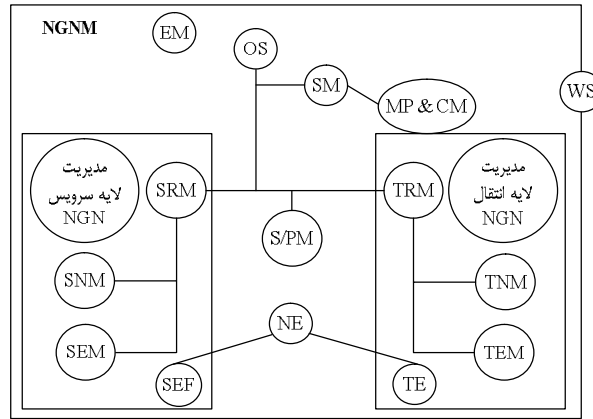 NGNM
EM
OS
SM
MP & CM
WS
مدیریت
لایه سرویس
NGN
SRM
TRM
مدیریت
لایه انتقال
NGN
S/PM
SNM
TNM
NE
SEM
TEM
SEF
TE